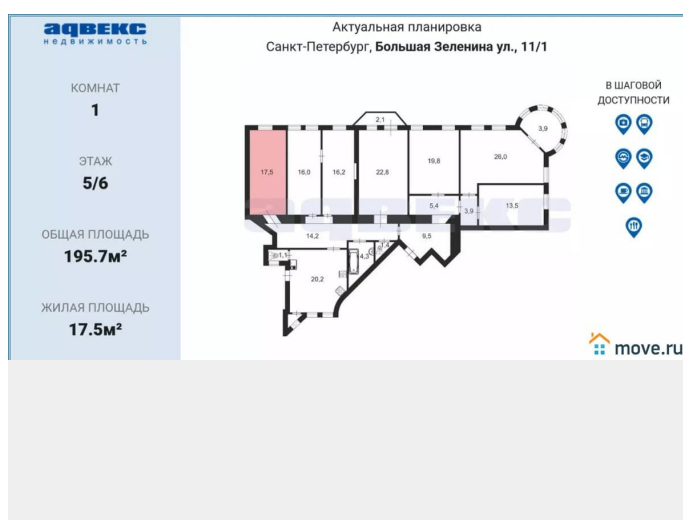 адвекс
недвижимость
Актуальная планировка
Санкт-Петербург, Большая Зеленина ул., 11/1
КОМНАТ
1
ЭТАЖ
5/6
ОБЩАЯ ПЛОЩАДЬ
195.7м²
ЖИЛАЯ ПЛОЩАДЬ
17.5м²
В ШАГОВОЙ
ДОСТУПНОСТИ
2,1
3,9
17,5
16,0
16,2
22,8
19,8
26,0
5,4
3,9
13,5
14,2
9,5
1,1
4,3
20,2
адвекс
move.ru